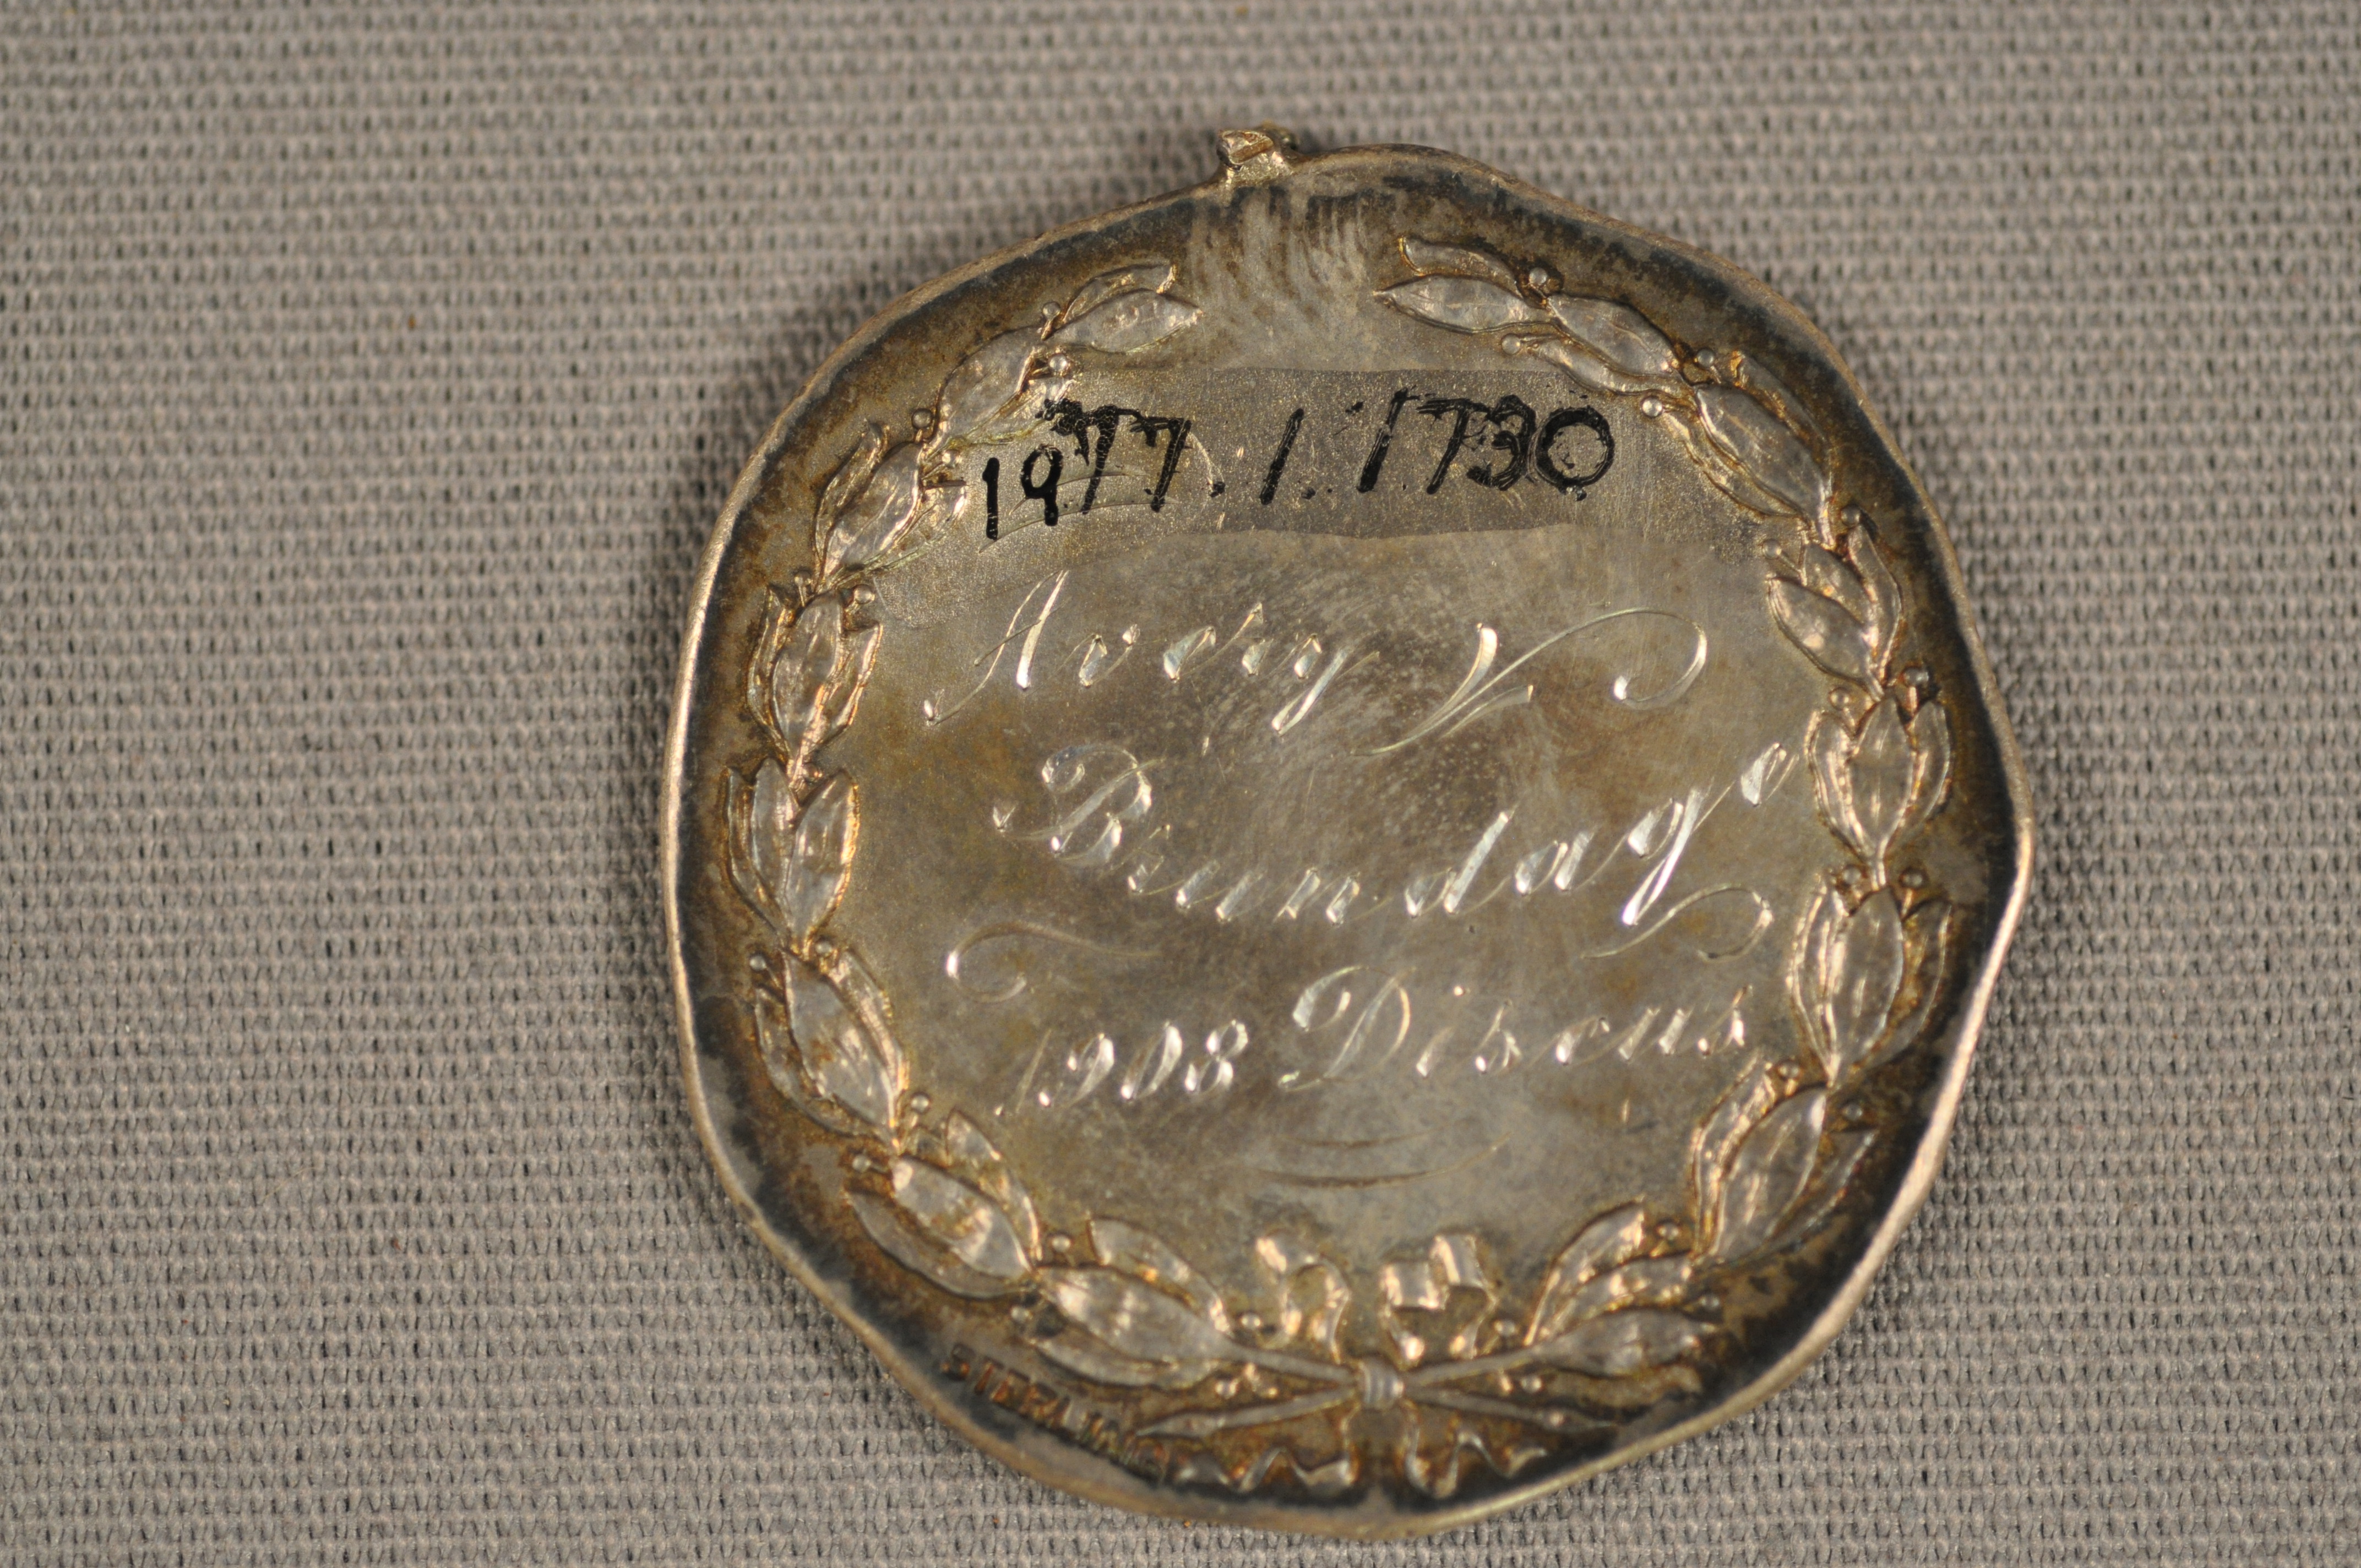 1977.1.1730
Avery
Brundage
1908 Discus
STERLING